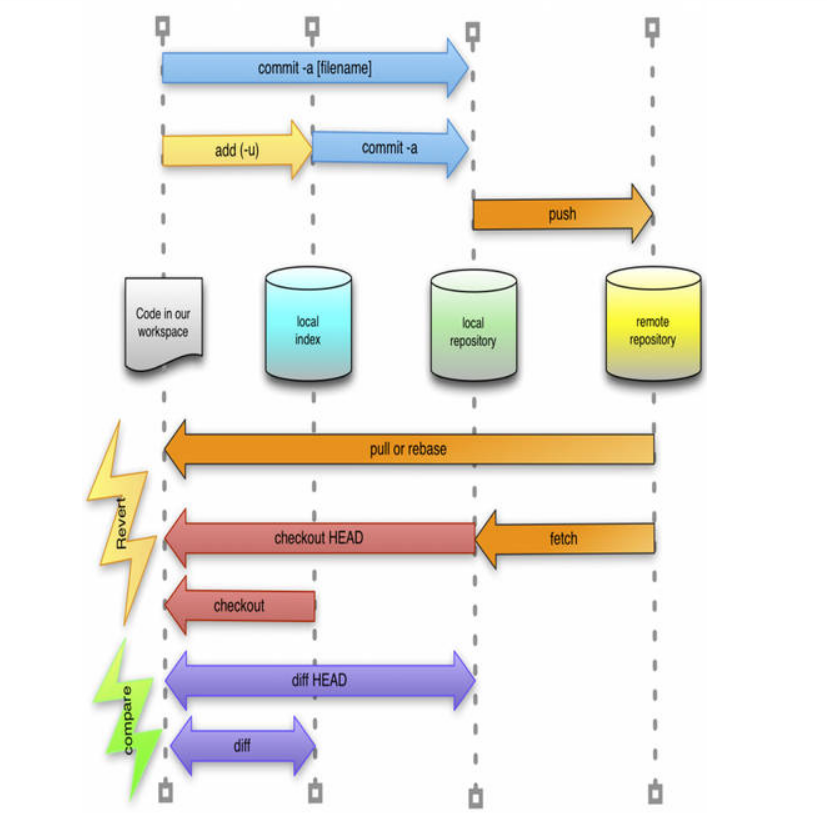 commit -a [filename]
add (-u)
commit -a
push
Code in our
workspace
local
index
local
repository
remote
repository
pull or rebase
Revert
checkout HEAD
fetch
checkout
compare
diff HEAD
diff